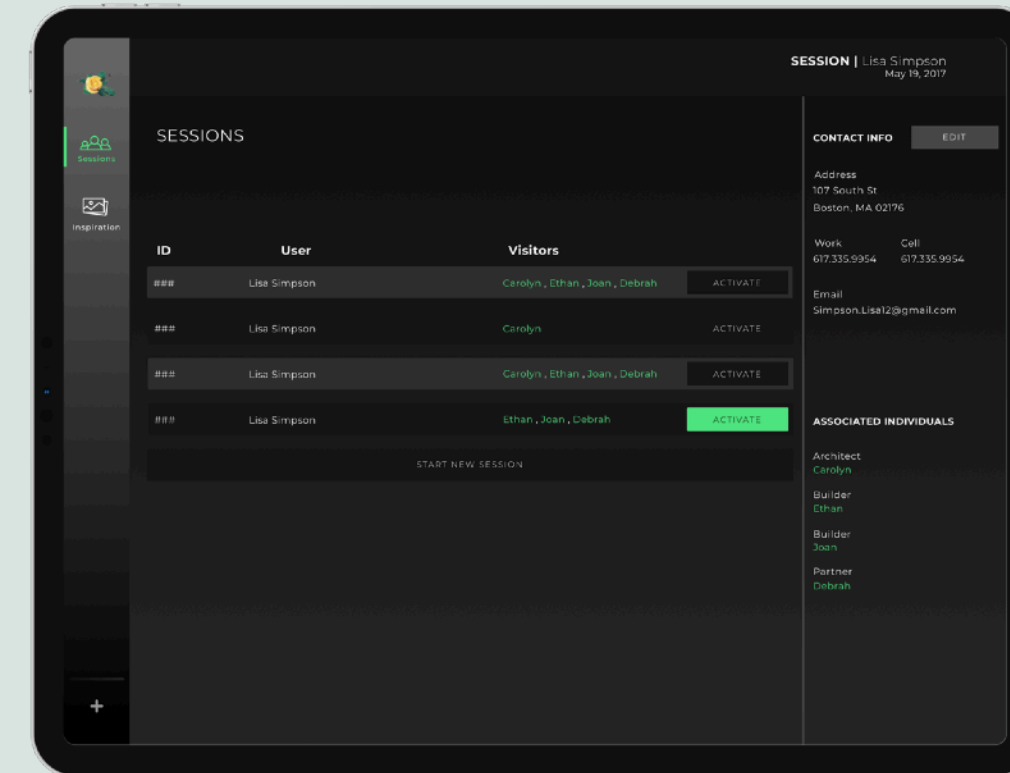 SESSION | Lisa Simpson
May 19, 2017
Sessions
Inspiration
SESSIONS
ID User Visitors
### Lisa Simpson Carolyn , Ethan , Joan , Debrah ACTIVATE
### Lisa Simpson Carolyn ACTIVATE
### Lisa Simpson Carolyn , Ethan , Joan , Debrah ACTIVATE
### Lisa Simpson Ethan , Joan , Debrah ACTIVATE
START NEW SESSION
+
CONTACT INFO EDIT
Address
107 South St
Boston, MA 02176
Work Cell
617.335.9954 617.335.9954
Email
Simpson.Lisa12@gmail.com
ASSOCIATED INDIVIDUALS
Architect
Carolyn
Builder
Ethan
Builder
Joan
Partner
Debrah